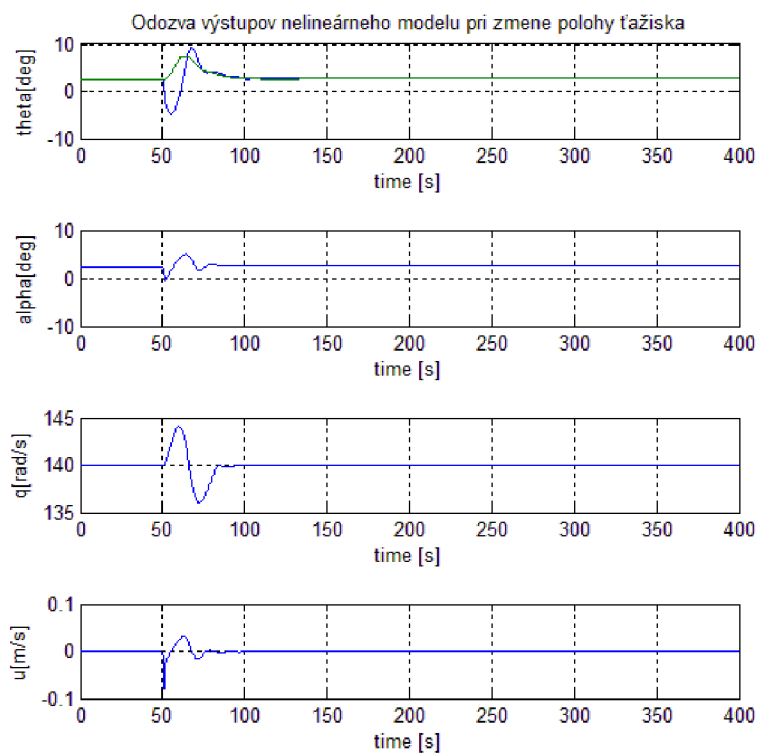 Odozva výstupov nelineárneho modelu pri zmene polohy ťažiska
theta[deg]
10
0
-10
0 50 100 150 200 250 300 350 400
time [s]
alpha[deg]
10
0
-10
0 50 100 150 200 250 300 350 400
time [s]
q[rad/s]
145
140
135
0 50 100 150 200 250 300 350 400
time [s]
u[m/s]
0.1
0
-0.1
0 50 100 150 200 250 300 350 400
time [s]